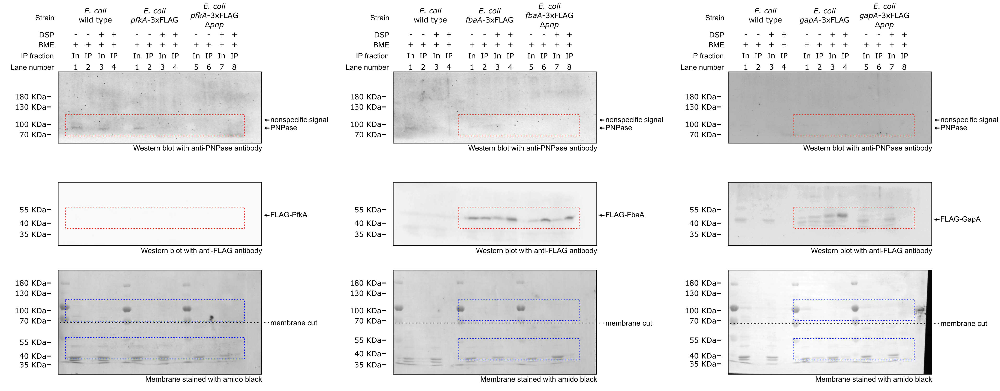 Strain
E. coli
wild type
E. coli
pfkA-3xFLAG
E. coli
pfkA-3xFLAG
Δpnp
DSP - - + + - - + + - - + +
BME + + + + + + + + + + + +
IP fraction In IP In IP In IP In IP In IP In IP
Lane number 1 2 3 4 1 2 3 4 5 6 7 8
180 KDa-
130 KDa-
100 KDa-
70 KDa-
nonspecific signal
PNPase
Western blot with anti-PNPase antibody
55 KDa-
40 KDa-
35 KDa-
FLAG-PfkA
Western blot with anti-FLAG antibody
180 KDa-
130 KDa-
100 KDa-
70 KDa-
membrane cut
55 KDa-
40 KDa-
35 KDa-
Membrane stained with amido black
Strain
E. coli
wild type
E. coli
fbaA-3xFLAG
E. coli
fbaA-3xFLAG
Δpnp
DSP - - + + - - + + - - + +
BME + + + + + + + + + + + +
IP fraction In IP In IP In IP In IP In IP In IP
Lane number 1 2 3 4 1 2 3 4 5 6 7 8
180 KDa-
130 KDa-
100 KDa-
70 KDa-
nonspecific signal
PNPase
Western blot with anti-PNPase antibody
55 KDa-
40 KDa-
35 KDa-
FLAG-FbaA
Western blot with anti-FLAG antibody
180 KDa-
130 KDa-
100 KDa-
70 KDa-
membrane cut
55 KDa-
40 KDa-
35 KDa-
Membrane stained with amido black
Strain
E. coli
wild type
E. coli
gapA-3xFLAG
E. coli
gapA-3xFLAG
Δpnp
DSP - - + + - - + + - - + +
BME + + + + + + + + + + + +
IP fraction In IP In IP In IP In IP In IP In IP
Lane number 1 2 3 4 1 2 3 4 5 6 7 8
180 KDa-
130 KDa-
100 KDa-
70 KDa-
nonspecific signal
PNPase
Western blot with anti-PNPase antibody
55 KDa-
40 KDa-
35 KDa-
FLAG-GapA
Western blot with anti-FLAG antibody
180 KDa-
130 KDa-
100 KDa-
70 KDa-
membrane cut
55 KDa-
40 KDa-
35 KDa-
Membrane stained with amido black